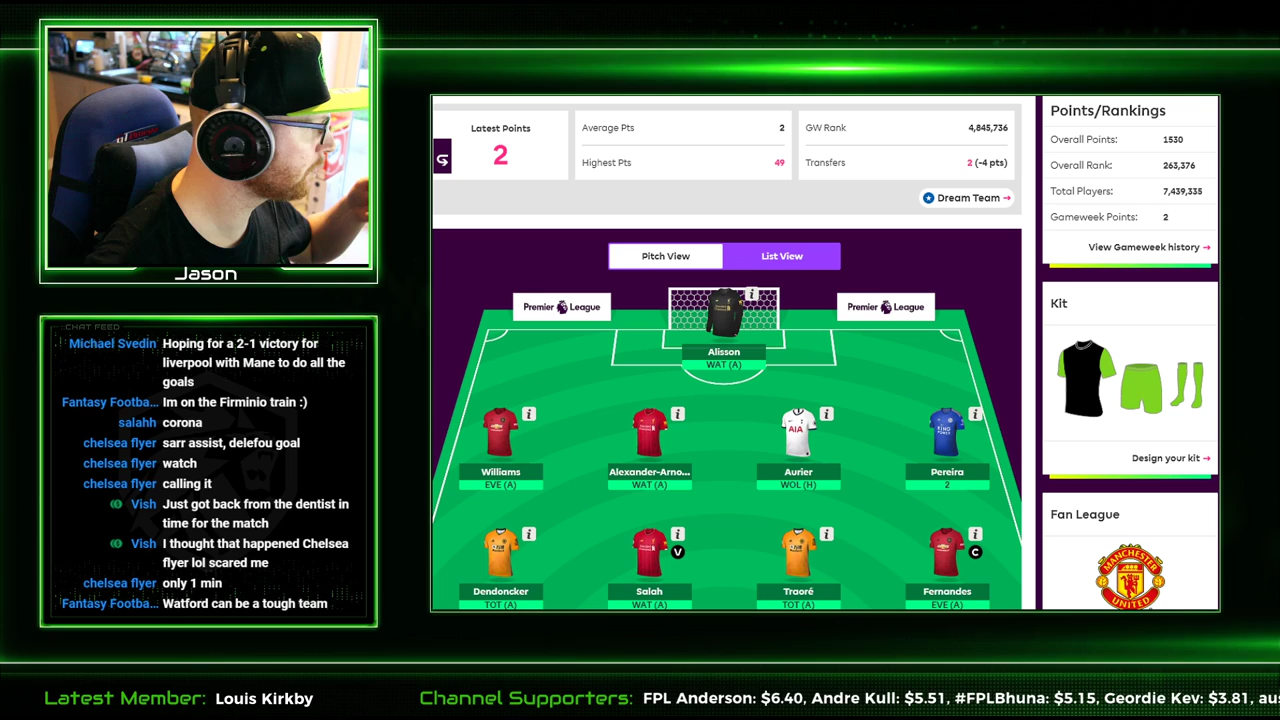 Jason
CHAT FEED
Michael Svedin Hoping for a 2-1 victory for
liverpool with Mane to do all the
goals
Fantasy Footba... Im on the Firminio train :)
salahh corona
chelsea flyer sarr assist, delefou goal
chelsea flyer watch
chelsea flyer calling it
Vish Just got back from the dentist in
time for the match
Vish I thought that happened Chelsea
flyer lol scared me
chelsea flyer only 1 min
Fantasy Footba... Watford can be a tough team
Latest Points
2
Average Pts 2
Highest Pts 49
GW Rank 4,845,736
Transfers 2 (-4 pts)
Dream Team
Pitch View
List View
Premier League
Premier League
Alisson
WAT (A)
AIA
KING
POWER
Williams
EVE (A)
Alexander-Arno...
WAT (A)
Aurier
WOL (H)
Pereira
2
V
C
Dendoncker
TOT (A)
Salah
WAT (A)
Traoré
TOT (A)
Fernandes
EVE (A)
Points/Rankings
Overall Points: 1530
Overall Rank: 263,376
Total Players: 7,439,335
Gameweek Points: 2
View Gameweek history
Kit
Design your kit
Fan League
MANCHESTER
UNITED
Latest Member: Louis Kirkby
Channel Supporters: FPL Anderson: $6.40, Andre Kull: $5.51, #FPLBhuna: $5.15, Geordie Kev: $3.81, au